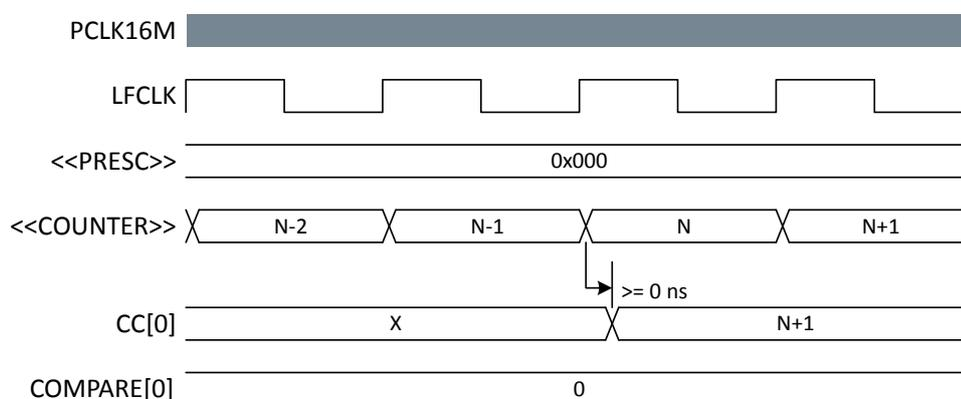 PCLK16M
LFCLK
<<PRESC>> 0x000
<<COUNTER>> N-2 N-1 N N+1
>= 0 ns
CC[0] X N+1
COMPARE[0] 0